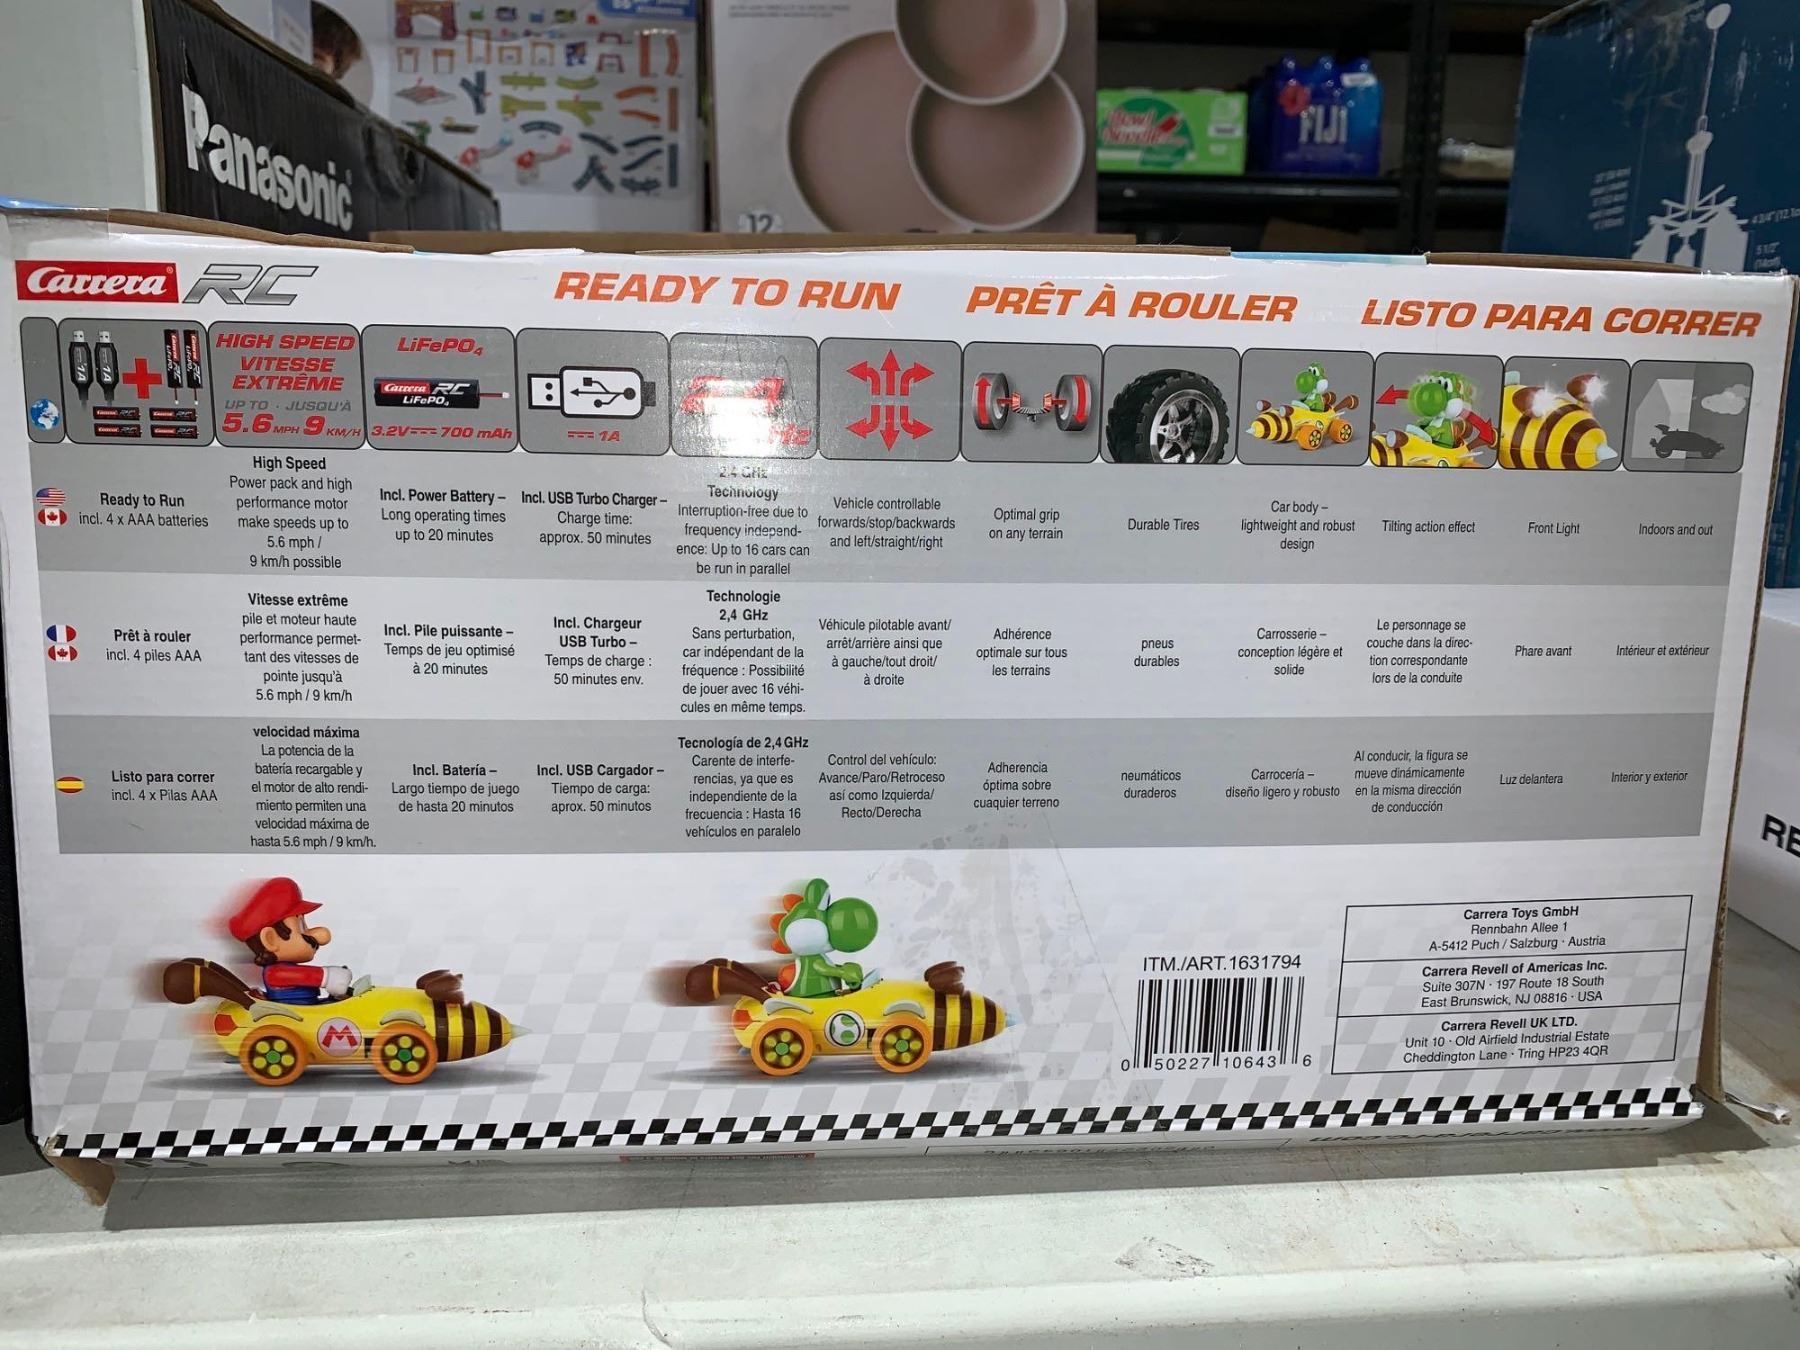 Panasonic
12
FIJI
Carrera RC
READY TO RUN PRÊT À ROULER LISTO PARA CORRER
1A 1A
HIGH SPEED
VITESSE
EXTRÊME
UP TO · JUSQU'À
5.6 MPH 9 KM/H
LiFePO4
Carrera RC
LiFePO4
3.2V 700 mAh
1A
Ready to Run
incl. 4 x AAA batteries
High Speed
Power pack and high
performance motor
make speeds up to
5.6 mph /
9 km/h possible
Incl. Power Battery –
Long operating times
up to 20 minutes
Incl. USB Turbo Charger –
Charge time:
approx. 50 minutes
2.4 GHz
Technology
Interruption-free due to
frequency independ-
ence: Up to 16 cars can
be run in parallel
Vehicle controllable
forwards/stop/backwards
and left/straight/right
Optimal grip
on any terrain
Durable Tires
Car body –
lightweight and robust
design
Tilting action effect
Front Light
Indoors and out
Prêt à rouler
incl. 4 piles AAA
Vitesse extrême
pile et moteur haute
performance permet-
tant des vitesses de
pointe jusqu'à
5.6 mph / 9 km/h
Incl. Pile puissante –
Temps de jeu optimisé
à 20 minutes
Incl. Chargeur
USB Turbo –
Temps de charge :
50 minutes env.
Technologie
2,4 GHz
Sans perturbation,
car indépendant de la
fréquence : Possibilité
de jouer avec 16 véhi-
cules en même temps.
Véhicule pilotable avant/
arrêt/arrière ainsi que
à gauche/tout droit/
à droite
Adhérence
optimale sur tous
les terrains
pneus
durables
Carrosserie –
conception légère et
solide
Le personnage se
couche dans la direc-
tion correspondante
lors de la conduite
Phare avant
Intérieur et extérieur
Listo para correr
incl. 4 x Pilas AAA
velocidad máxima
La potencia de la
batería recargable y
el motor de alto rendi-
miento permiten una
velocidad máxima de
hasta 5.6 mph / 9 km/h.
Incl. Batería –
Largo tiempo de juego
de hasta 20 minutos
Incl. USB Cargador –
Tiempo de carga:
aprox. 50 minutos
Tecnología de 2,4 GHz
Carente de interfe-
rencias, ya que es
independiente de la
frecuencia : Hasta 16
vehículos en paralelo
Control del vehículo:
Avance/Paro/Retroceso
así como Izquierda/
Recto/Derecha
Adherencia
óptima sobre
cuaquier terreno
neumáticos
duraderos
Carrocería –
diseño ligero y robusto
Al conducir, la figura se
mueve dinámicamente
en la misma dirección
de conducción
Luz delantera
Interior y exterior
M
ITM./ART.1631794
0 50227 10643 6
Carrera Toys GmbH
Rennbahn Allee 1
A-5412 Puch / Salzburg · Austria
Carrera Revell of Americas Inc.
Suite 307N · 197 Route 18 South
East Brunswick, NJ 08816 · USA
Carrera Revell UK LTD.
Unit 10 · Old Airfield Industrial Estate
Cheddington Lane · Tring HP23 4QR
RE